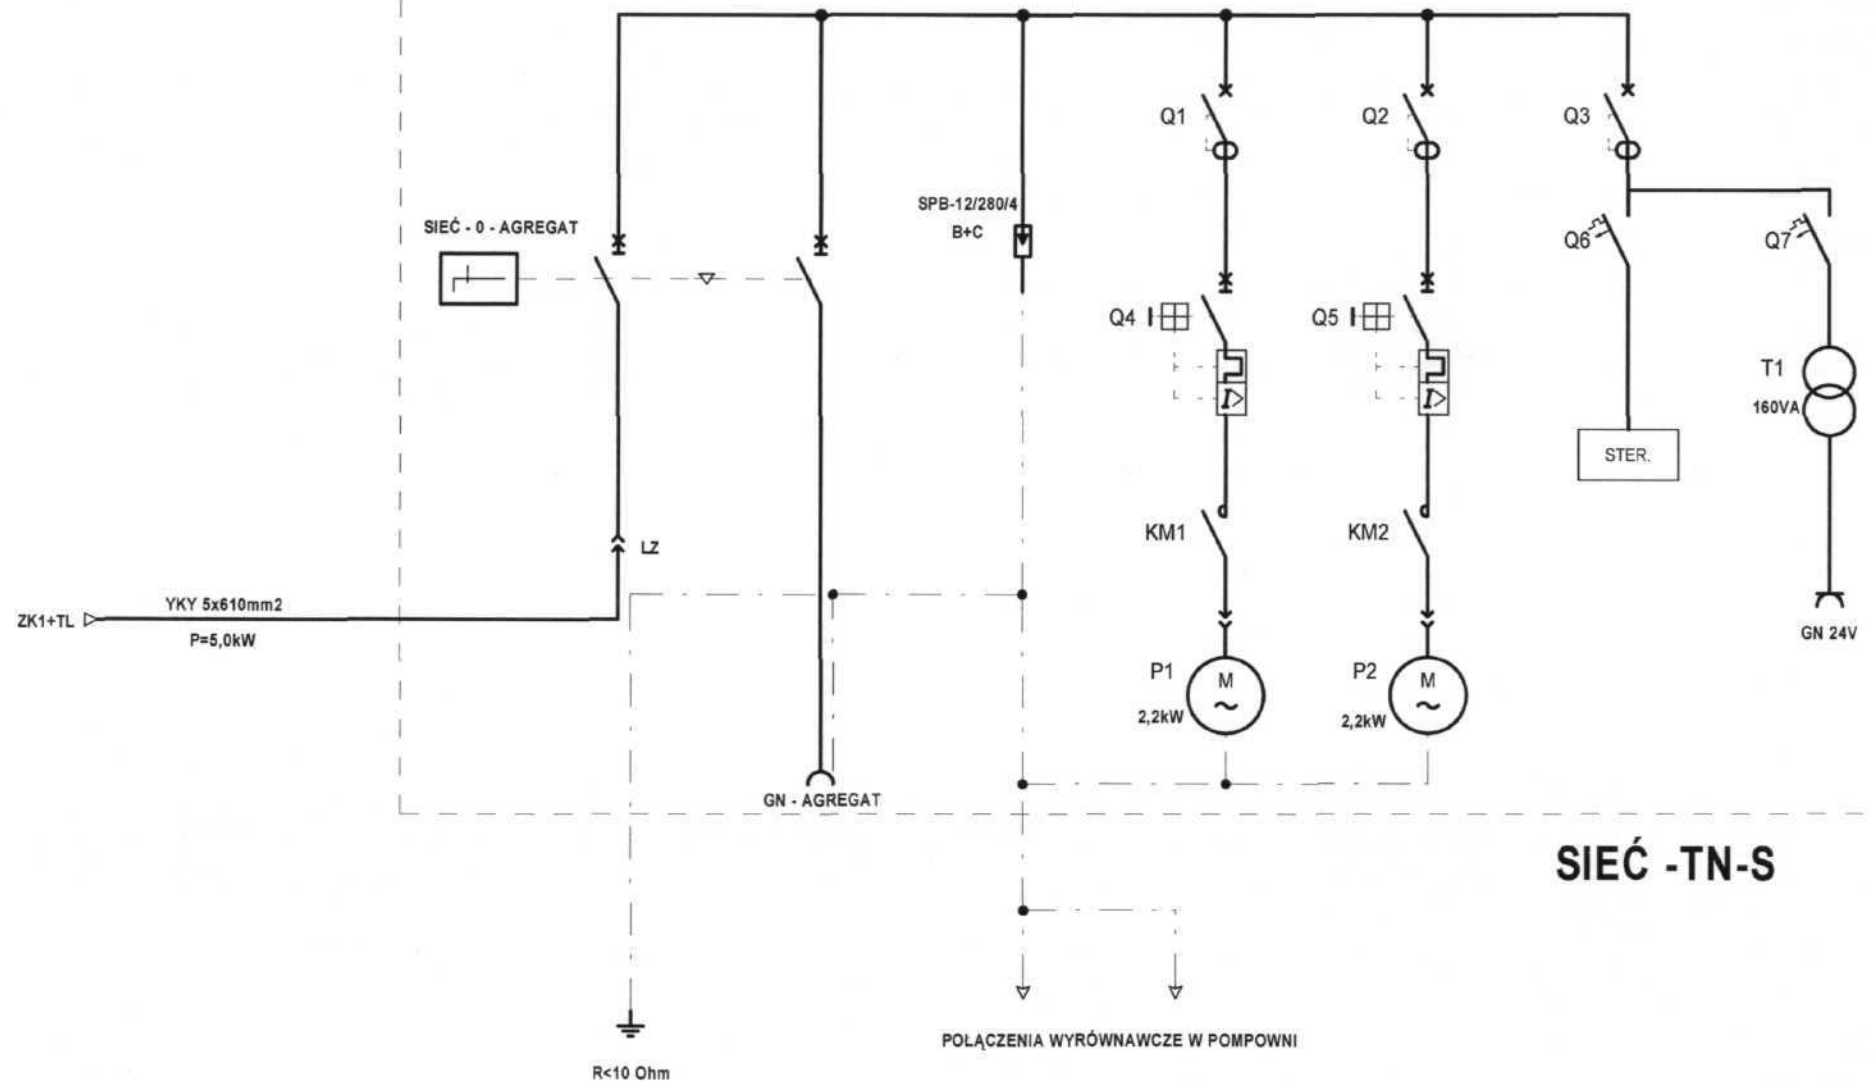 Q1
Q2
Q3
SPB-12/280/4
B+C
SIEĆ - 0 - AGREGAT
Q6
Q7
Q4
Q5
I>
I>
T1
160VA
STER.
KM1
KM2
LZ
YKY 5x610mm2
ZK1+TL
P=5,0kW
GN 24V
P1
M
~
2,2kW
P2
M
~
2,2kW
GN - AGREGAT
SIEĆ -TN-S
POŁĄCZENIA WYRÓWNAWCZE W POMPOWNI
R<10 Ohm